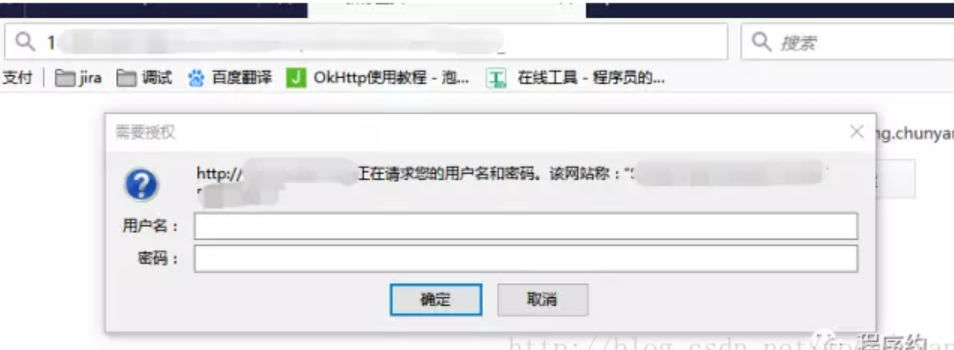 1
搜索
支付 jira 调试 百度翻译 OkHttp使用教程 - 泡... 在线工具 - 程序员的...
ng.chunyan
需要授权
http:// 正在请求您的用户名和密码。该网站称:“
用户名:
密码:
确定 取消
http://blog.csdn.net
程序约